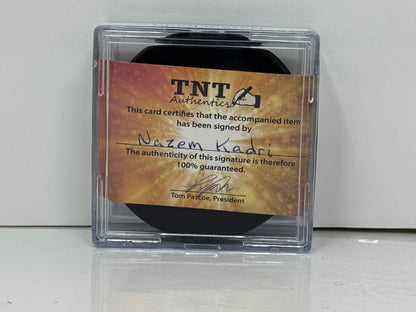 TNT
Authentics
This card certifies that the accompanied item
has been signed by
Nazem Kadri
The authenticity of this signature is therefore
100% guaranteed.
Tom Pastoe, President